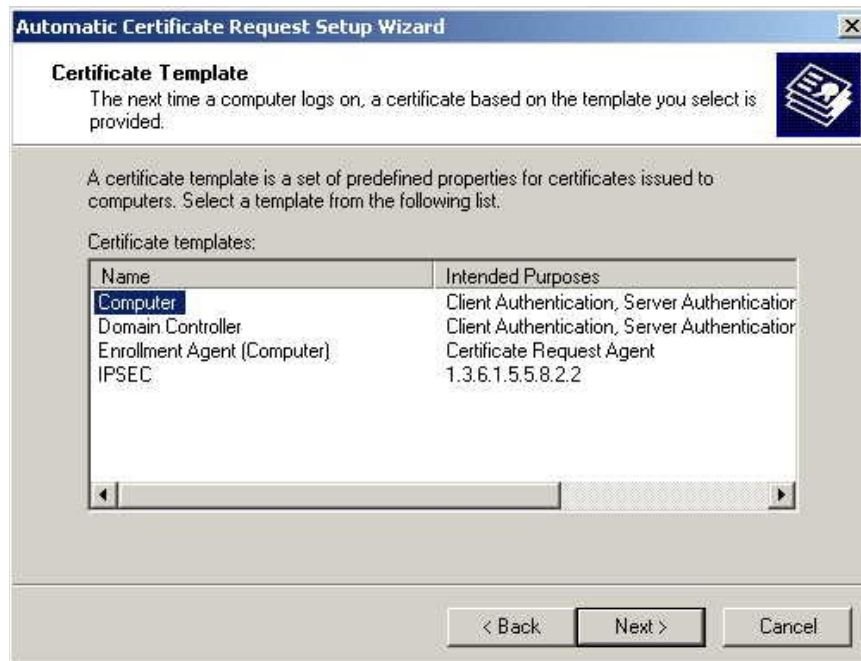 Automatic Certificate Request Setup Wizard
Certificate Template
The next time a computer logs on, a certificate based on the template you select is
provided.
A certificate template is a set of predefined properties for certificates issued to
computers. Select a template from the following list.
Certificate templates:
Name Intended Purposes
Computer Client Authentication, Server Authentication
Domain Controller Client Authentication, Server Authentication
Enrollment Agent (Computer) Certificate Request Agent
IPSEC 1.3.6.1.5.5.8.2.2
< Back Next > Cancel